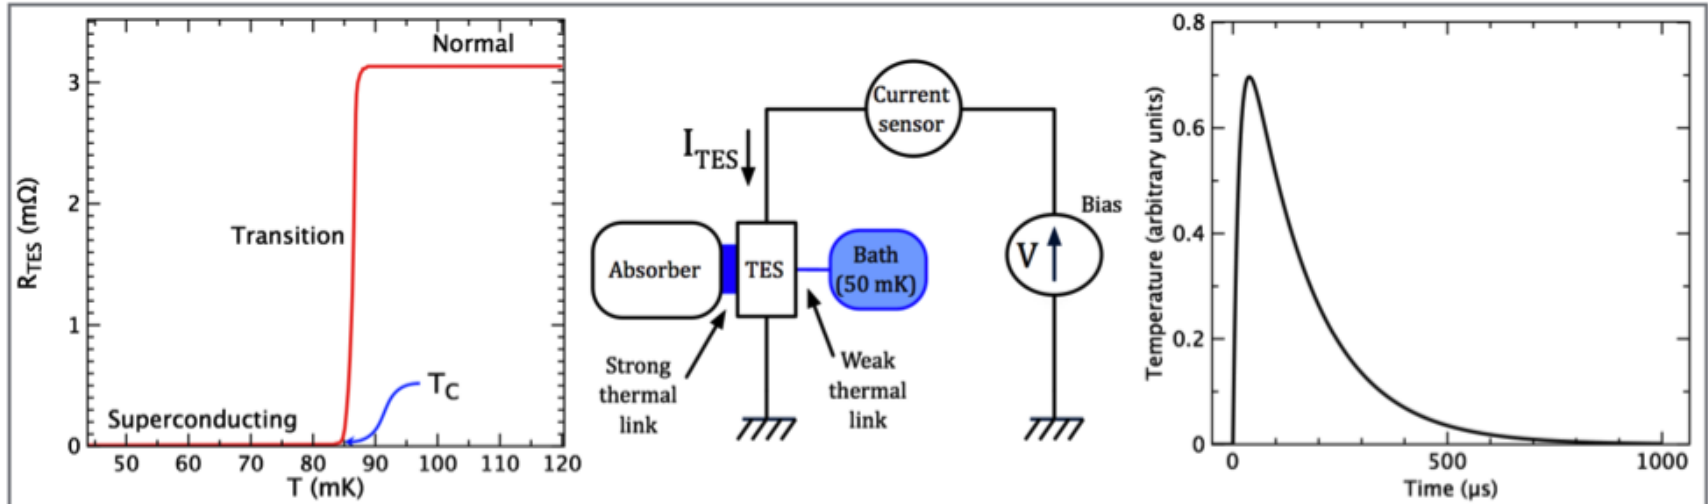 Normal
3
2
1
0
R_TES (mΩ)
Transition
T_C
Superconducting
50 60 70 80 90 100 110 120
T (mK)
Current
sensor
I_TES
Bias
V
Absorber
TES
Bath
(50 mK)
Strong
thermal
link
Weak
thermal
link
0.8
0.6
0.4
0.2
0
Temperature (arbitrary units)
0 500 1000
Time (μs)